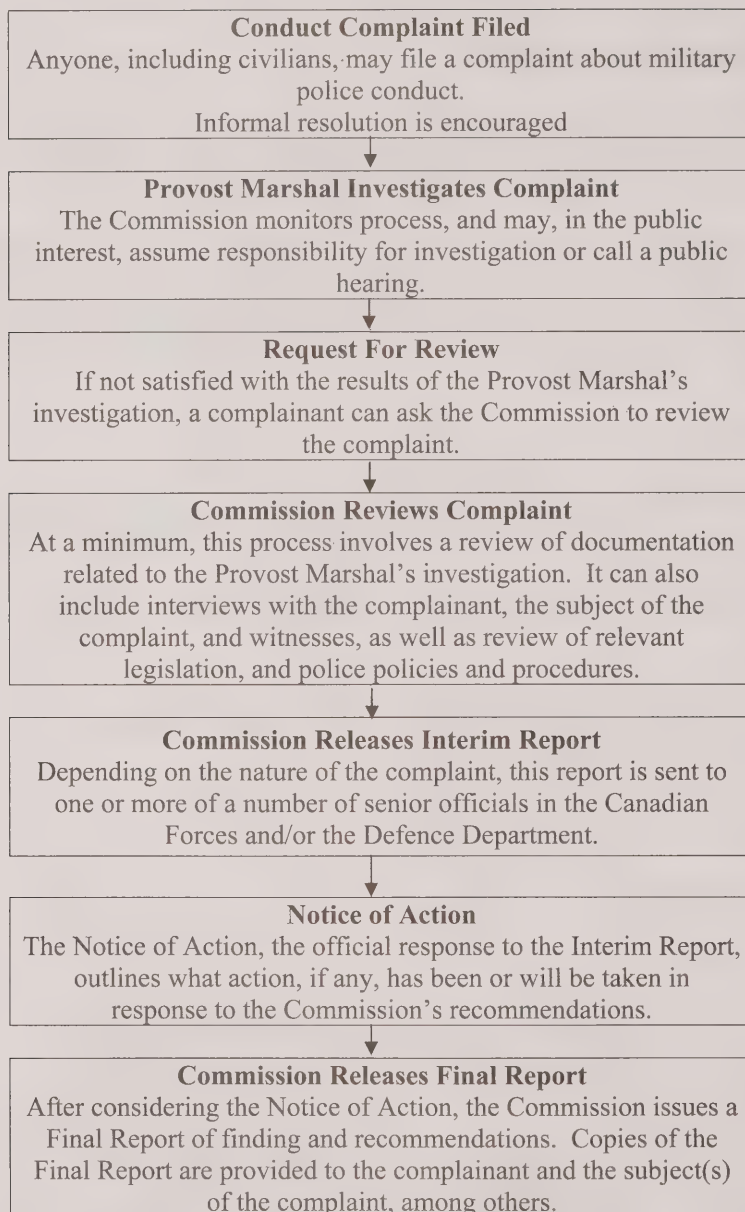 Conduct Complaint Filed
Anyone, including civilians, may file a complaint about military
police conduct.
Informal resolution is encouraged
Provost Marshal Investigates Complaint
The Commission monitors process, and may, in the public
interest, assume responsibility for investigation or call a public
hearing.
Request For Review
If not satisfied with the results of the Provost Marshal's
investigation, a complainant can ask the Commission to review
the complaint.
Commission Reviews Complaint
At a minimum, this process involves a review of documentation
related to the Provost Marshal's investigation. It can also
include interviews with the complainant, the subject of the
complaint, and witnesses, as well as review of relevant
legislation, and police policies and procedures.
Commission Releases Interim Report
Depending on the nature of the complaint, this report is sent to
one or more of a number of senior officials in the Canadian
Forces and/or the Defence Department.
Notice of Action
The Notice of Action, the official response to the Interim Report,
outlines what action, if any, has been or will be taken in
response to the Commission's recommendations.
Commission Releases Final Report
After considering the Notice of Action, the Commission issues a
Final Report of finding and recommendations. Copies of the
Final Report are provided to the complainant and the subject(s)
of the complaint, among others.